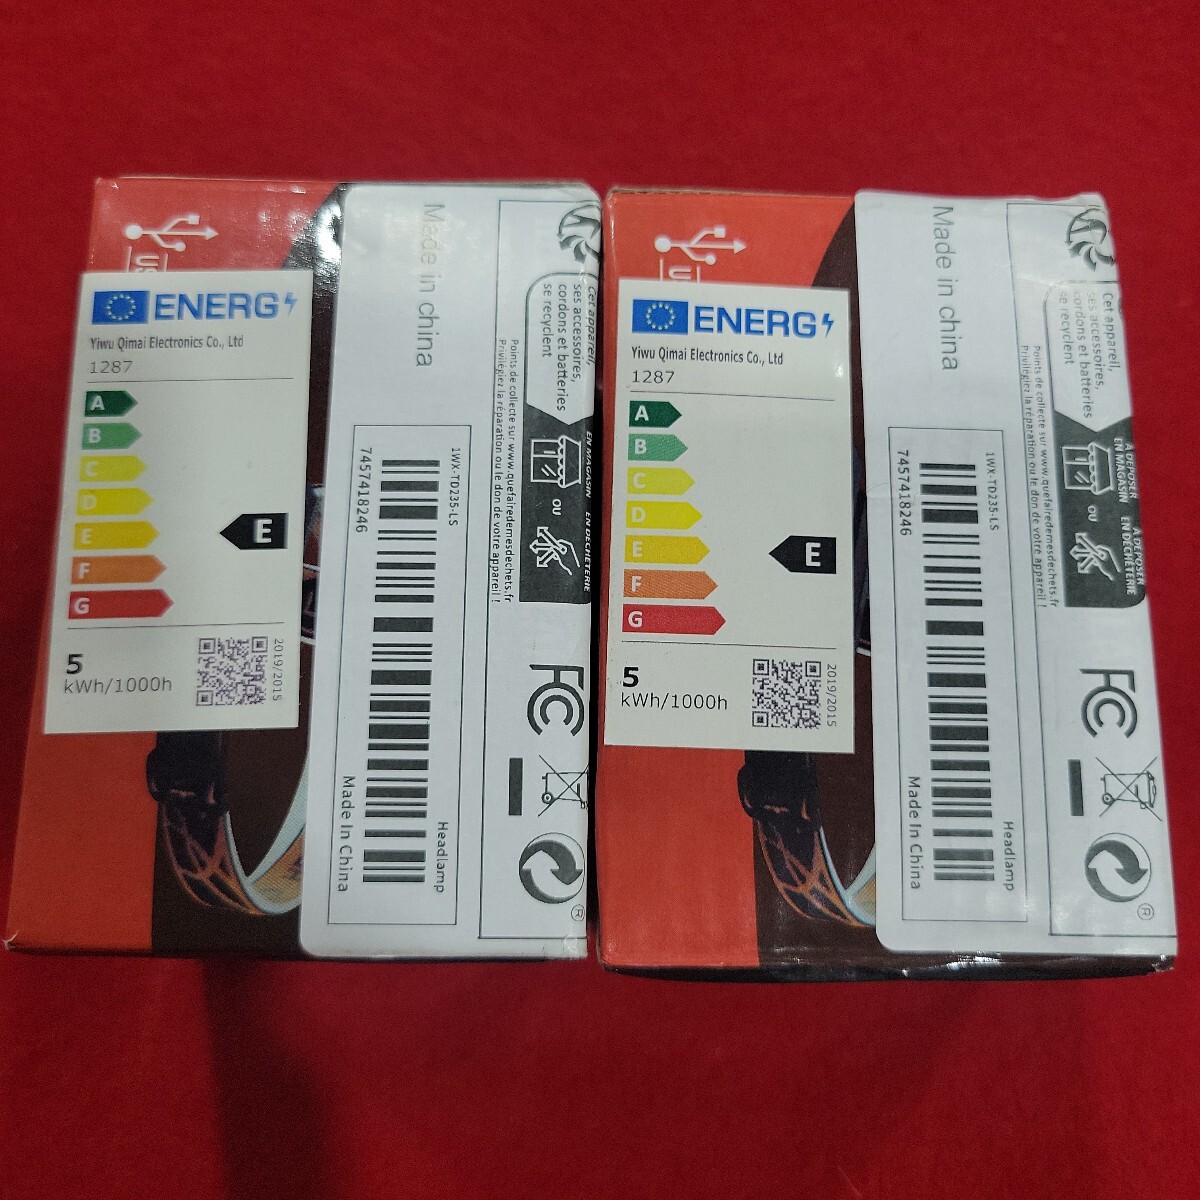 US
ENERG
Yiwu Qimai Electronics Co., Ltd
1287
A
B
C
D
E
F
G
E
5
kWh/1000h
2019/2015
Made in china
1WX-TD235-LS
7457418246
Made In China
Headlamp
Cet appareil,
ses accessoires,
cordons et batteries
se recyclent
Points de collecte sur www.quefairedemesdechets.fr
Privilégiez la réparation ou le don de votre appareil !
EN MAGASIN
OU
EN DÉCHÈTERIE
FC
®
U
ENERG
Yiwu Qimai Electronics Co., Ltd
1287
A
B
C
D
E
F
G
E
5
kWh/1000h
2019/2015
Made in china
1WX-TD235-LS
7457418246
Made In China
Headlamp
Cet appareil,
ses accessoires,
cordons et batteries
se recyclent
Points de collecte sur www.quefairedemesdechets.fr
Privilégiez la réparation ou le don de votre appareil !
À DÉPOSER
EN MAGASIN
OU
À DÉPOSER
EN DÉCHÈTERIE
FC
®